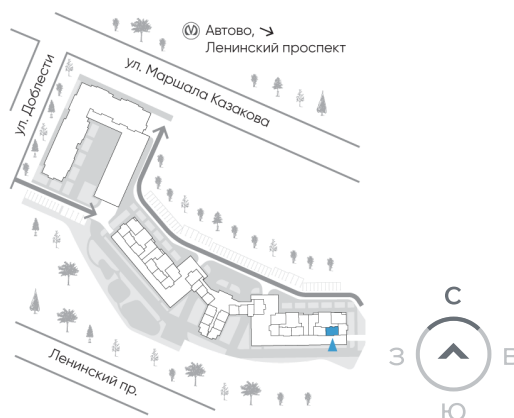 Ⓜ Автово, ↘
Ленинский проспект
ул. Маршала Казакова
ул. Доблести
Ленинский пр.
С
З
В
Ю